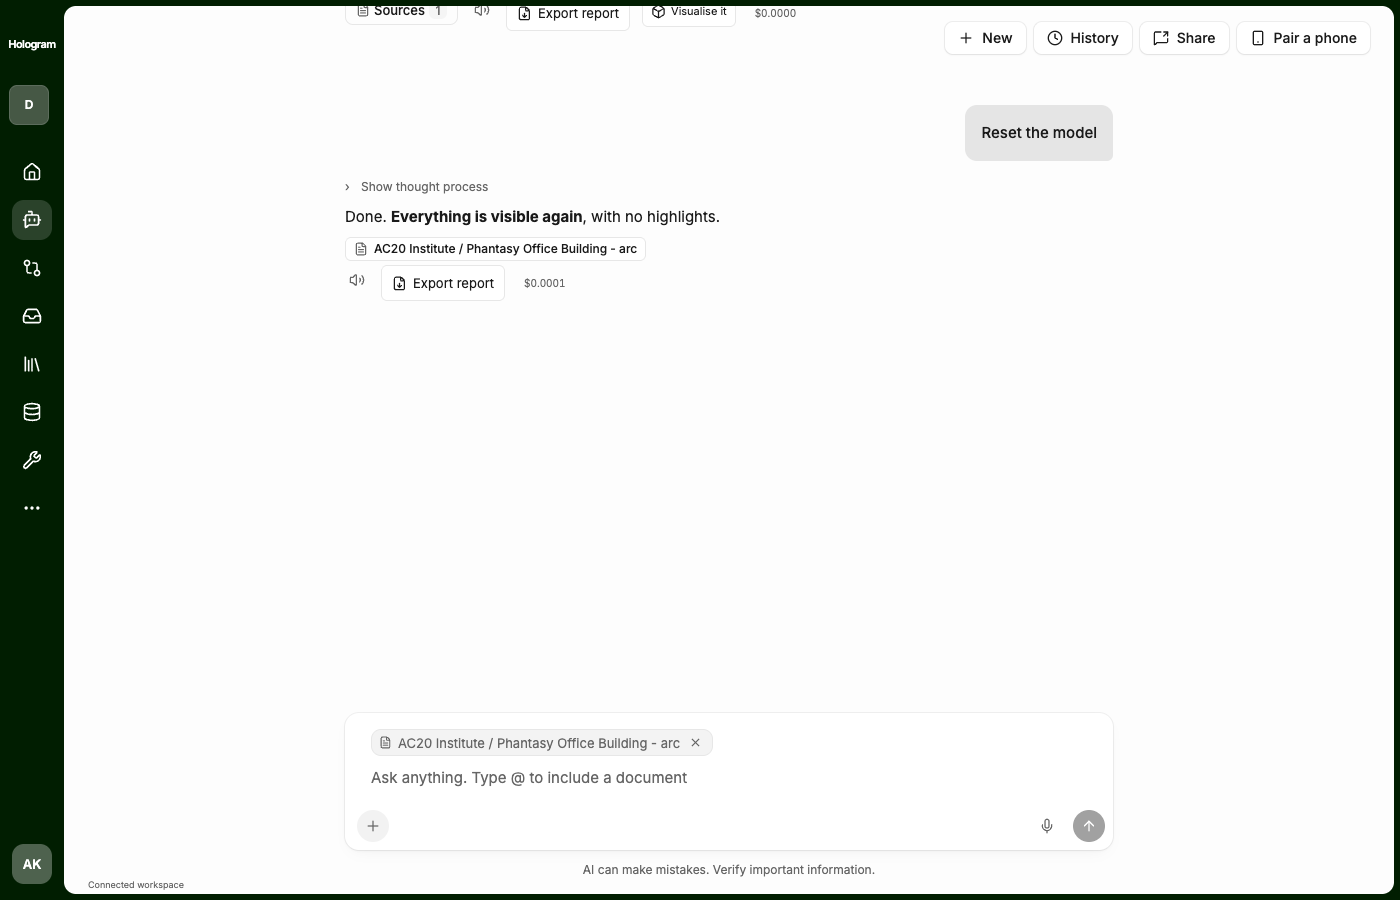 Sources 1
Export report
Visualise it
$0.0000
Hologram
New
History
Share
Pair a phone
D
Reset the model
Show thought process
Done. Everything is visible again, with no highlights.
AC20 Institute / Phantasy Office Building - arc
Export report
$0.0001
AC20 Institute / Phantasy Office Building - arc
Ask anything. Type @ to include a document
AK
AI can make mistakes. Verify important information.
Connected workspace